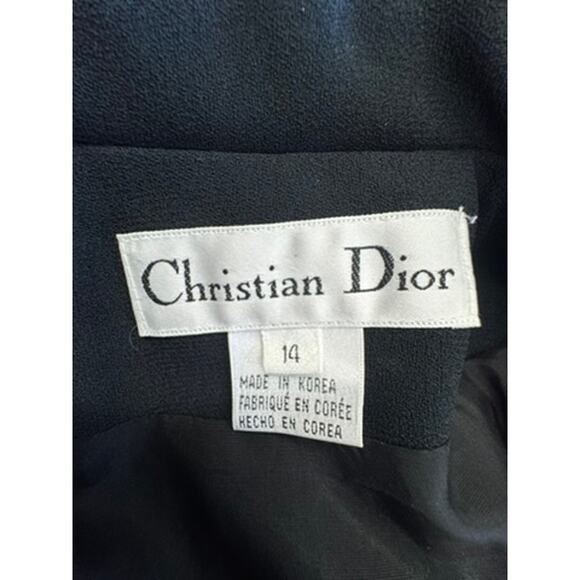 Christian Dior
14
MADE IN KOREA
FABRIQUÉ EN CORÉE
HECHO EN COREA